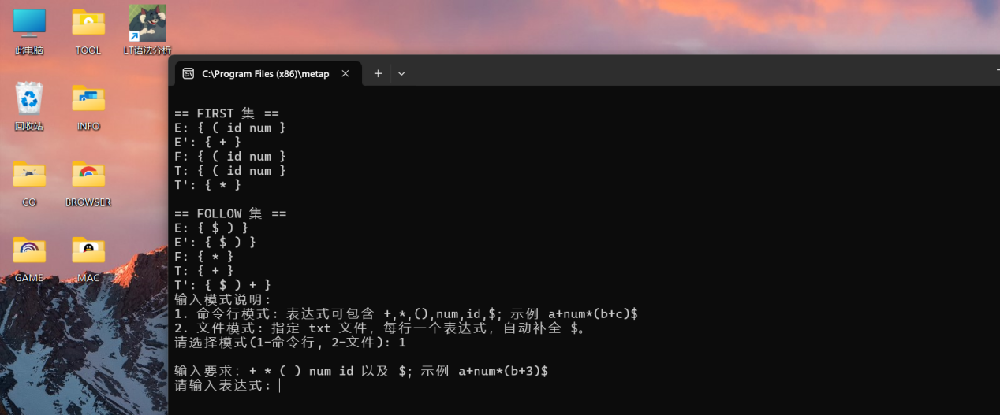 此电脑
TOOL
LT语法分析
回收站
INFO
CO
BROWSER
GAME
MAC
C:\Program Files (x86)\metapl
== FIRST 集 ==
E: { ( id num }
E': { + }
F: { ( id num }
T: { ( id num }
T': { * }
== FOLLOW 集 ==
E: { $ ) }
E': { $ ) }
F: { * }
T: { + }
T': { $ ) + }
输入模式说明:
1. 命令行模式: 表达式可包含 +,*,(),num,id,$; 示例 a+num*(b+c)$
2. 文件模式: 指定 txt 文件，每行一个表达式，自动补全 $。
请选择模式(1-命令行, 2-文件): 1
输入要求: + * ( ) num id 以及 $; 示例 a+num*(b+3)$
请输入表达式: